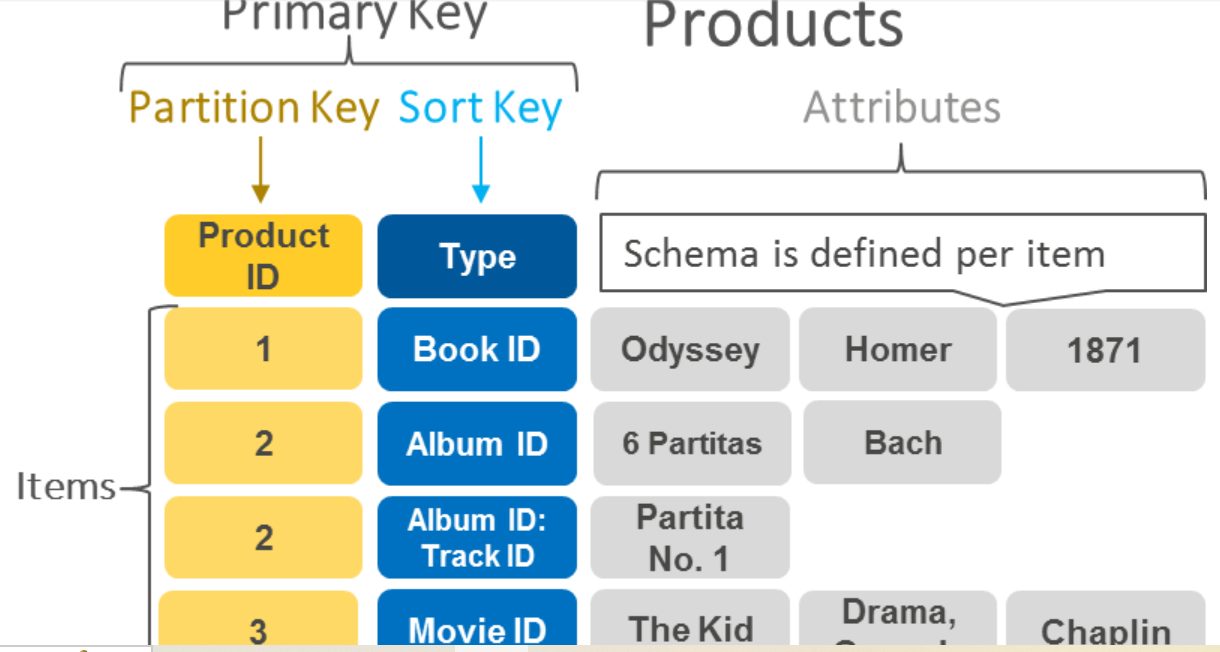 Primary Key
Products
Partition Key
Sort Key
Attributes
Product
ID
Type
Schema is defined per item
1
Book ID
Odyssey
Homer
1871
2
Album ID
6 Partitas
Bach
Items
2
Album ID:
Track ID
Partita
No. 1
3
Movie ID
The Kid
Drama,
Chaplin